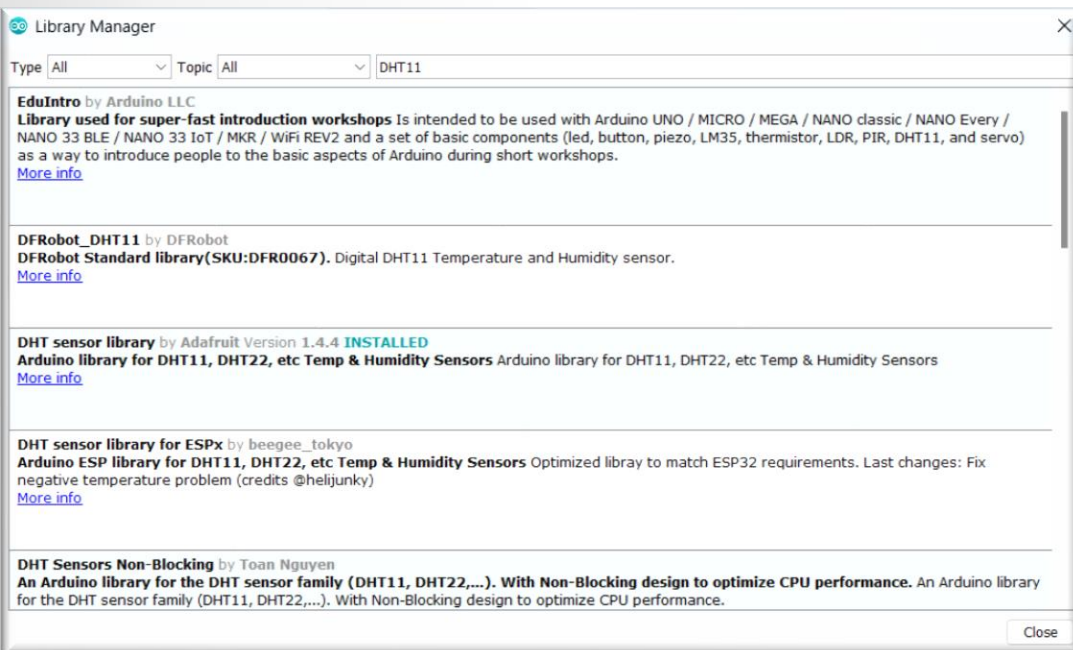 Library Manager
Type All Topic All DHT11
EduIntro by Arduino LLC
Library used for super-fast introduction workshops Is intended to be used with Arduino UNO / MICRO / MEGA / NANO classic / NANO Every /
NANO 33 BLE / NANO 33 IoT / MKR / WiFi REV2 and a set of basic components (led, button, piezo, LM35, thermistor, LDR, PIR, DHT11, and servo)
as a way to introduce people to the basic aspects of Arduino during short workshops.
More info
DFRobot_DHT11 by DFRobot
DFRobot Standard library(SKU:DFR0067). Digital DHT11 Temperature and Humidity sensor.
More info
DHT sensor library by Adafruit Version 1.4.4 INSTALLED
Arduino library for DHT11, DHT22, etc Temp & Humidity Sensors Arduino library for DHT11, DHT22, etc Temp & Humidity Sensors
More info
DHT sensor library for ESPx by beegee_tokyo
Arduino ESP library for DHT11, DHT22, etc Temp & Humidity Sensors Optimized libray to match ESP32 requirements. Last changes: Fix
negative temperature problem (credits @helijunky)
More info
DHT Sensors Non-Blocking by Toan Nguyen
An Arduino library for the DHT sensor family (DHT11, DHT22,...). With Non-Blocking design to optimize CPU performance. An Arduino library
for the DHT sensor family (DHT11, DHT22,...). With Non-Blocking design to optimize CPU performance.
Close